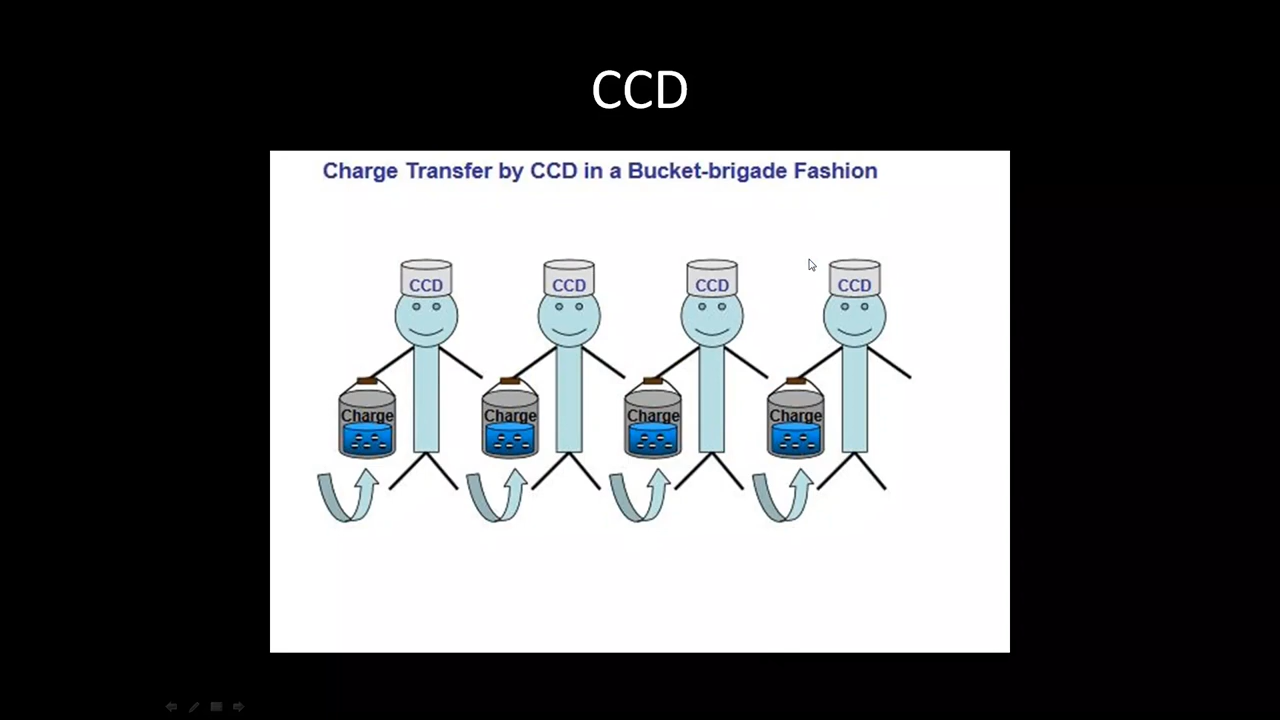 CCD
Charge Transfer by CCD in a Bucket-brigade Fashion
CCD CCD CCD CCD
Charge Charge Charge Charge